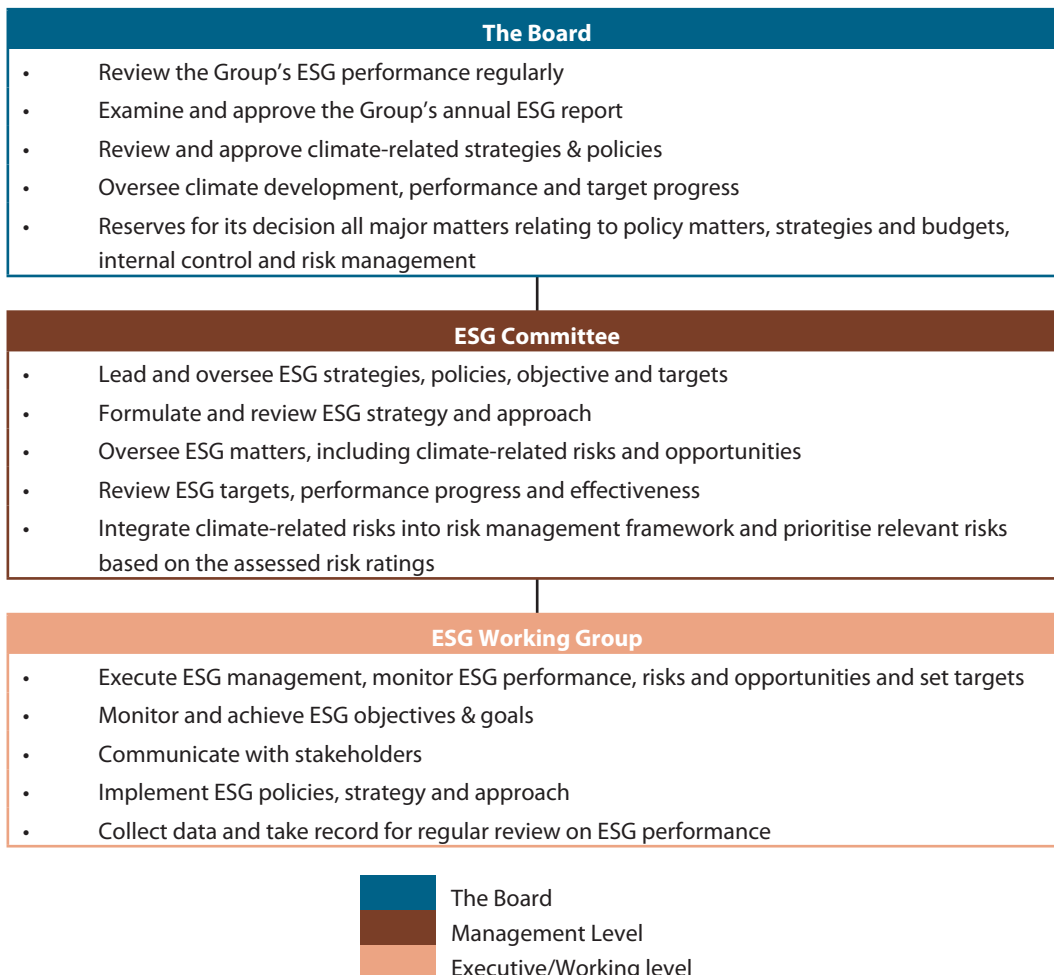 The Board
• Review the Group's ESG performance regularly
• Examine and approve the Group's annual ESG report
• Review and approve climate-related strategies & policies
• Oversee climate development, performance and target progress
• Reserves for its decision all major matters relating to policy matters, strategies and budgets,
internal control and risk management
ESG Committee
• Lead and oversee ESG strategies, policies, objective and targets
• Formulate and review ESG strategy and approach
• Oversee ESG matters, including climate-related risks and opportunities
• Review ESG targets, performance progress and effectiveness
• Integrate climate-related risks into risk management framework and prioritise relevant risks
based on the assessed risk ratings
ESG Working Group
• Execute ESG management, monitor ESG performance, risks and opportunities and set targets
• Monitor and achieve ESG objectives & goals
• Communicate with stakeholders
• Implement ESG policies, strategy and approach
• Collect data and take record for regular review on ESG performance
The Board
Management Level
Executive/Working level